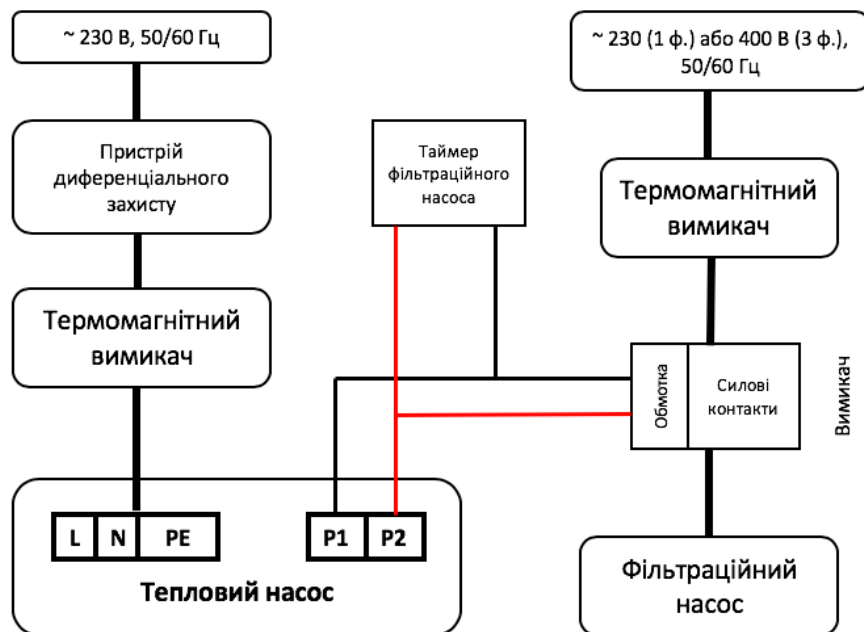 ~ 230 В, 50/60 Гц
~ 230 (1 ф.) або 400 В (3 ф.),
50/60 Гц
Пристрій
диференціального
захисту
Таймер
фільтраційного
насоса
Термомагнітний
вимикач
Термомагнітний
вимикач
Обмотка
Силові
контакти
Вимикач
L N PE
P1 P2
Тепловий насос
Фільтраційний
насос